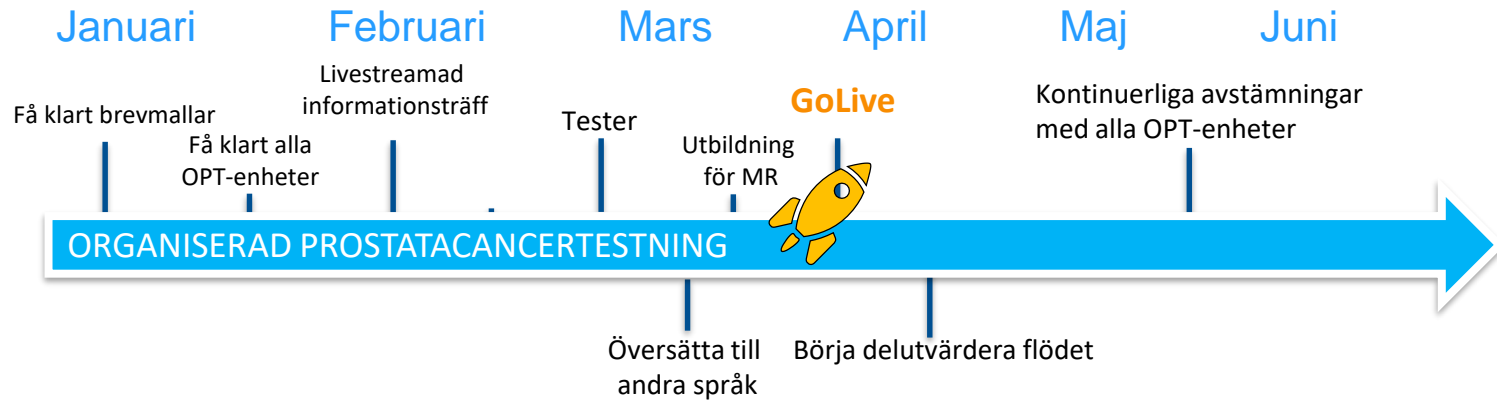 Januari Februari Mars April Maj Juni
Få klart brevmallar
Få klart alla
OPT-enheter
Livestreamad
informationsträff
Tester
Utbildning
för MR
GoLive
Kontinuerliga avstämningar
med alla OPT-enheter
ORGANISERAD PROSTATACANCERTESTNING
Översätta till
andra språk
Börja delutvärdera flödet